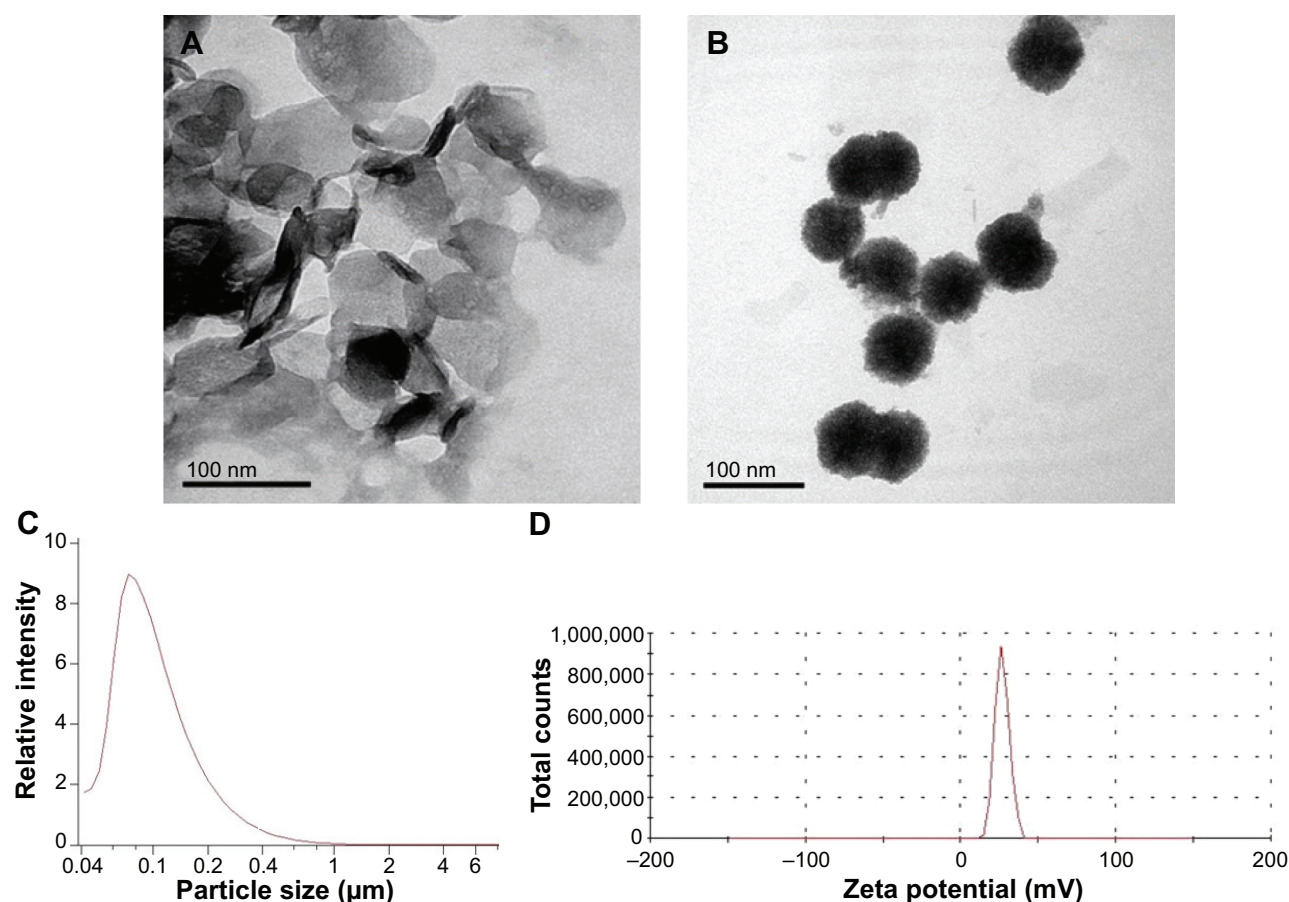 A
B
100 nm
100 nm
C
D
10
8
6
4
2
0
Relative intensity
0.04
0.1
0.2
0.4
1
2
4
6
Particle size (μm)
1,000,000
800,000
600,000
400,000
200,000
0
Total counts
–200
–100
0
100
200
Zeta potential (mV)